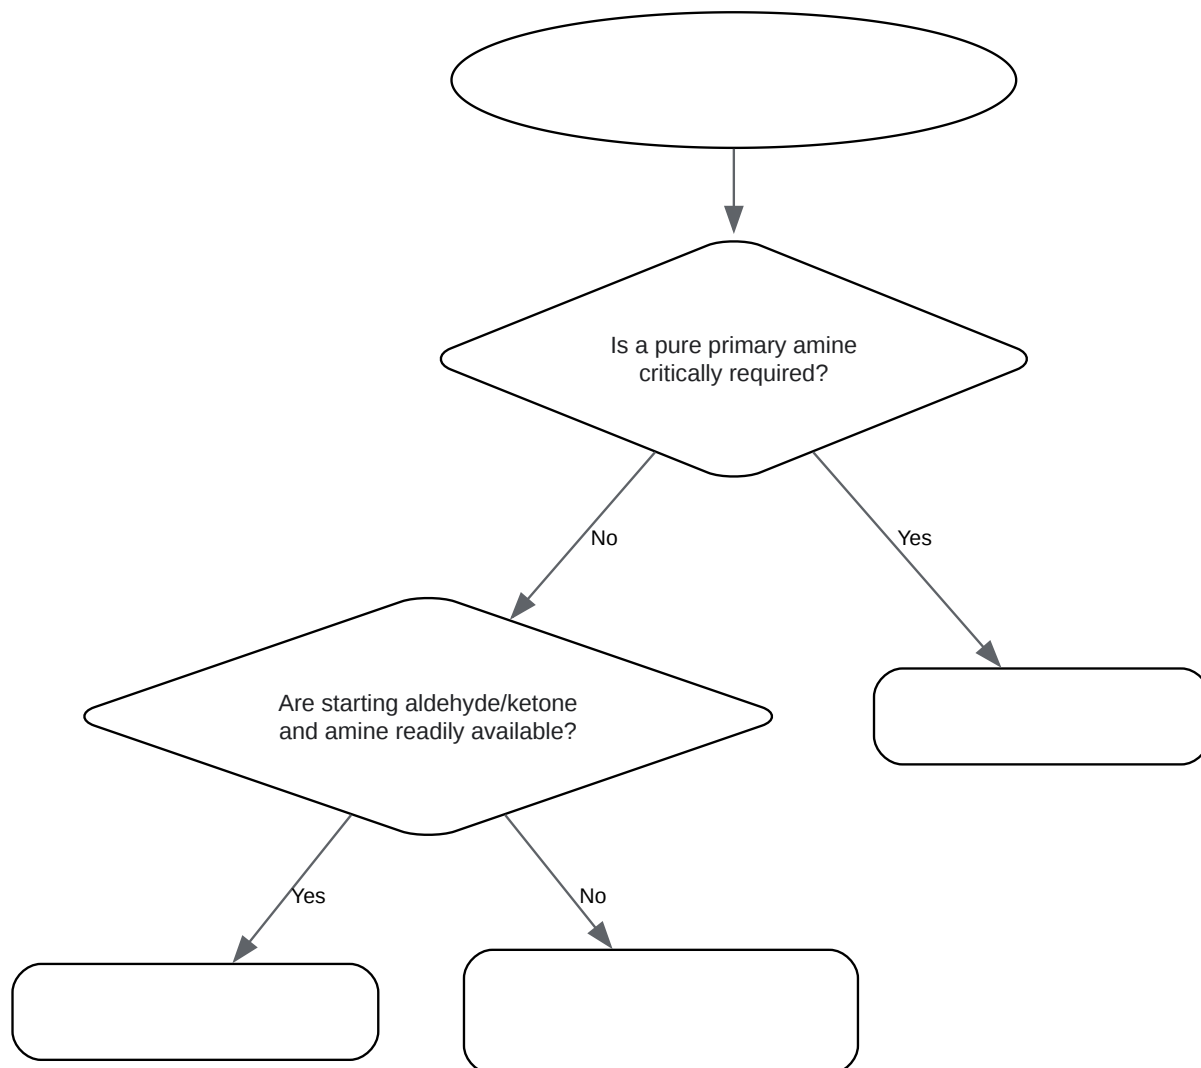 Is a pure primary amine
critically required?
No
Yes
Are starting aldehyde/ketone
and amine readily available?
Yes
No